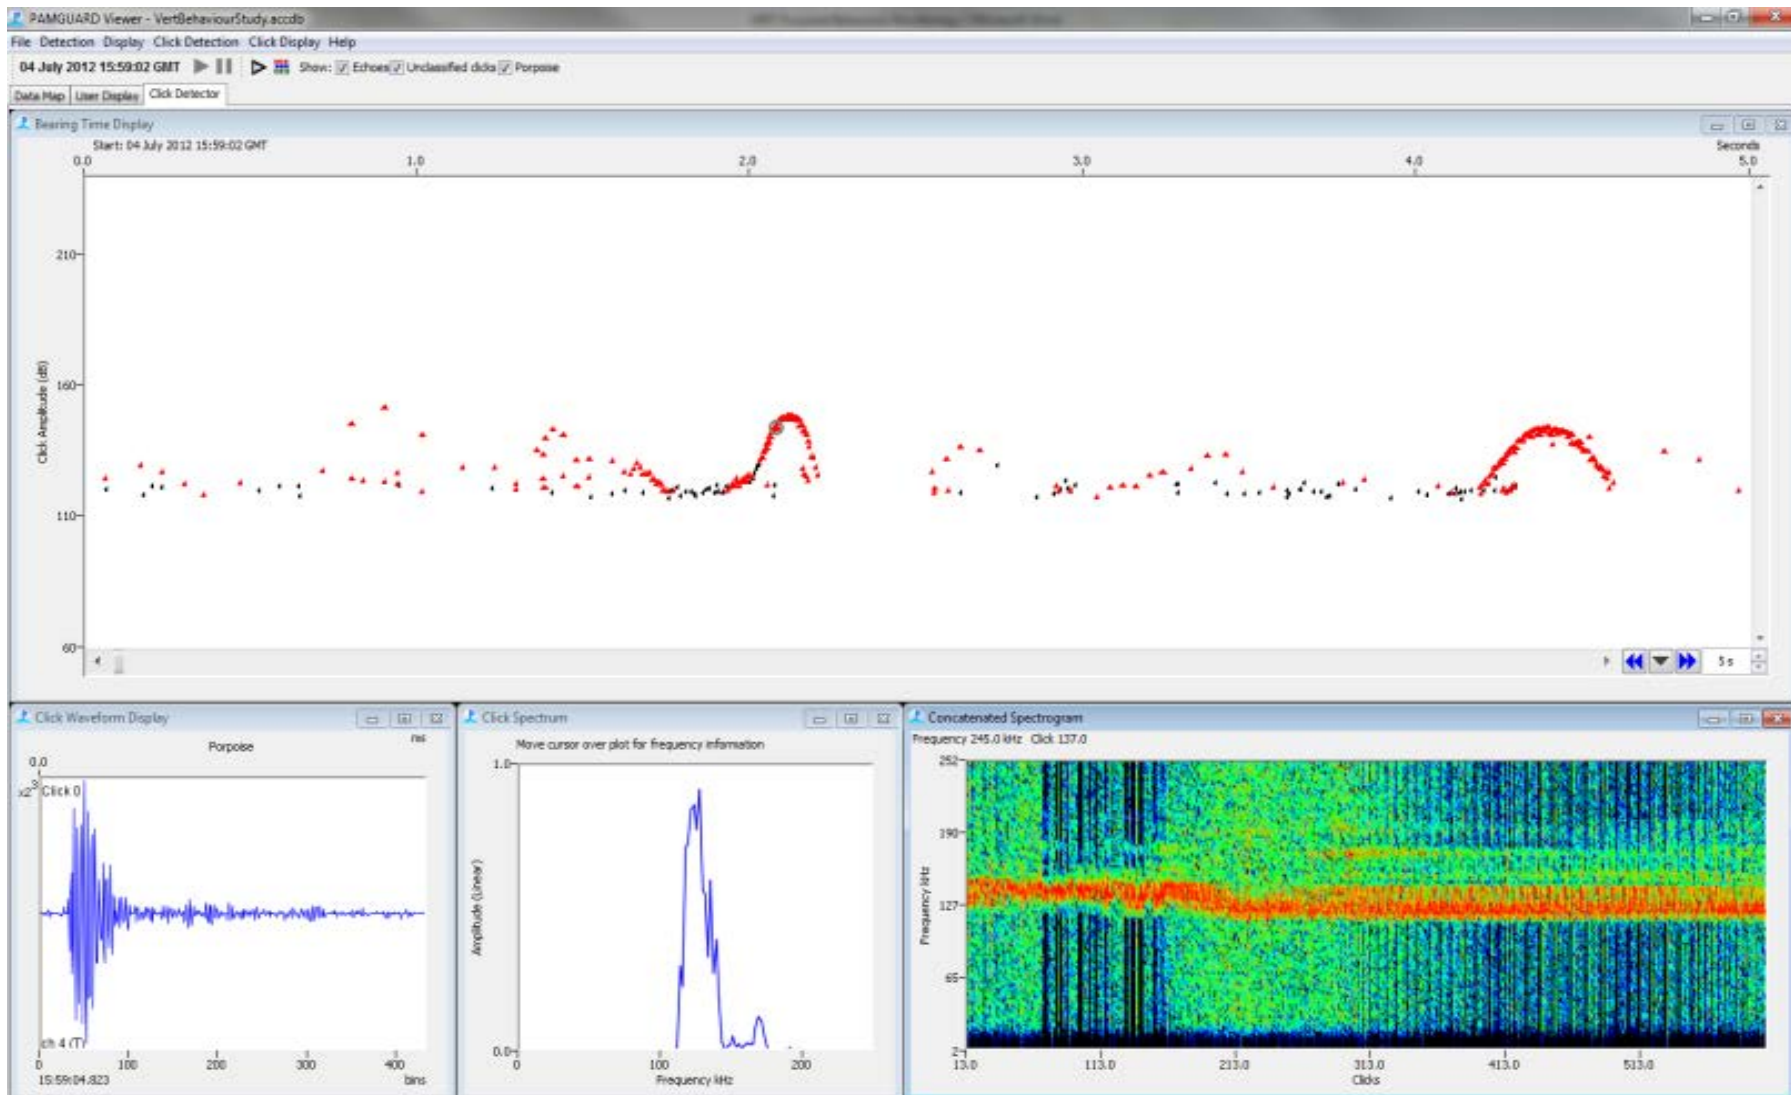 PAMGUARD Viewer - VertBehaviourStudy.accdb
File Detection Display Click Detection Click Display Help
04 July 2012 15:59:02 GMT Show: Echoes Unclassified clicks Porpoise
Data Map User Display Click Detector
Bearing Time Display
Start: 04 July 2012 15:59:02 GMT Seconds
0.0 1.0 2.0 3.0 4.0 5.0
210
160
110
60
Click Amplitude (dB)
5 s
Click Waveform Display
Porpoise ms
0.0
Click 0
ch 4 (T)
0 100 200 300 400
15:59:04.823 bins
Click Spectrum
Move cursor over plot for frequency information
1.0
Amplitude (Linear)
0.0
0 100 200
Frequency kHz
Concatenated Spectrogram
Frequency 245.0 kHz Click 137.0
252
190
127
65
2
Frequency kHz
13.0 113.0 213.0 313.0 413.0 513.0
Clicks